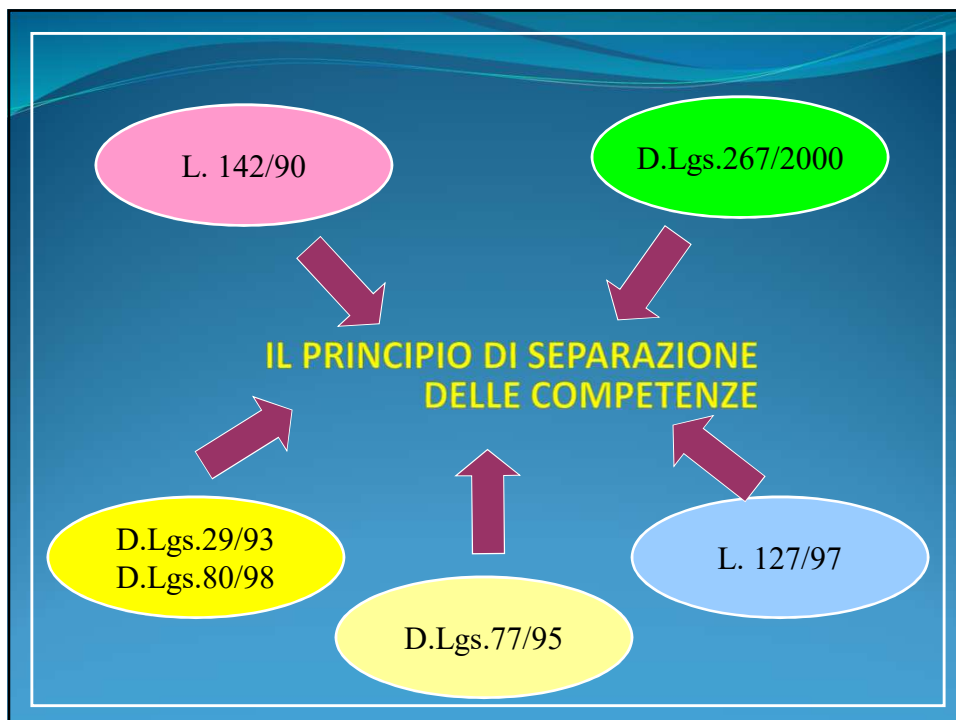 L. 142/90
D.Lgs.267/2000
IL PRINCIPIO DI SEPARAZIONE
DELLE COMPETENZE
D.Lgs.29/93
D.Lgs.80/98
L. 127/97
D.Lgs.77/95